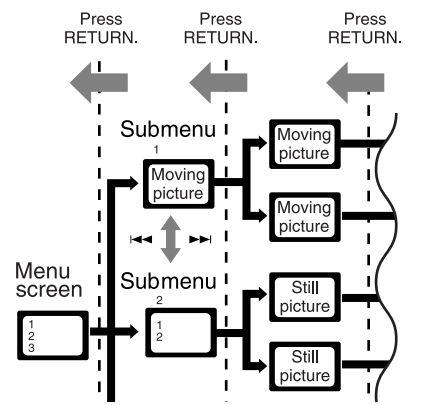 Press
RETURN.
Press
RETURN.
Press
RETURN.
Submenu
1
Moving
picture
Moving
picture
Moving
picture
Submenu
2
1
2
Menu
screen
1
2
3
Still
picture
Still
picture